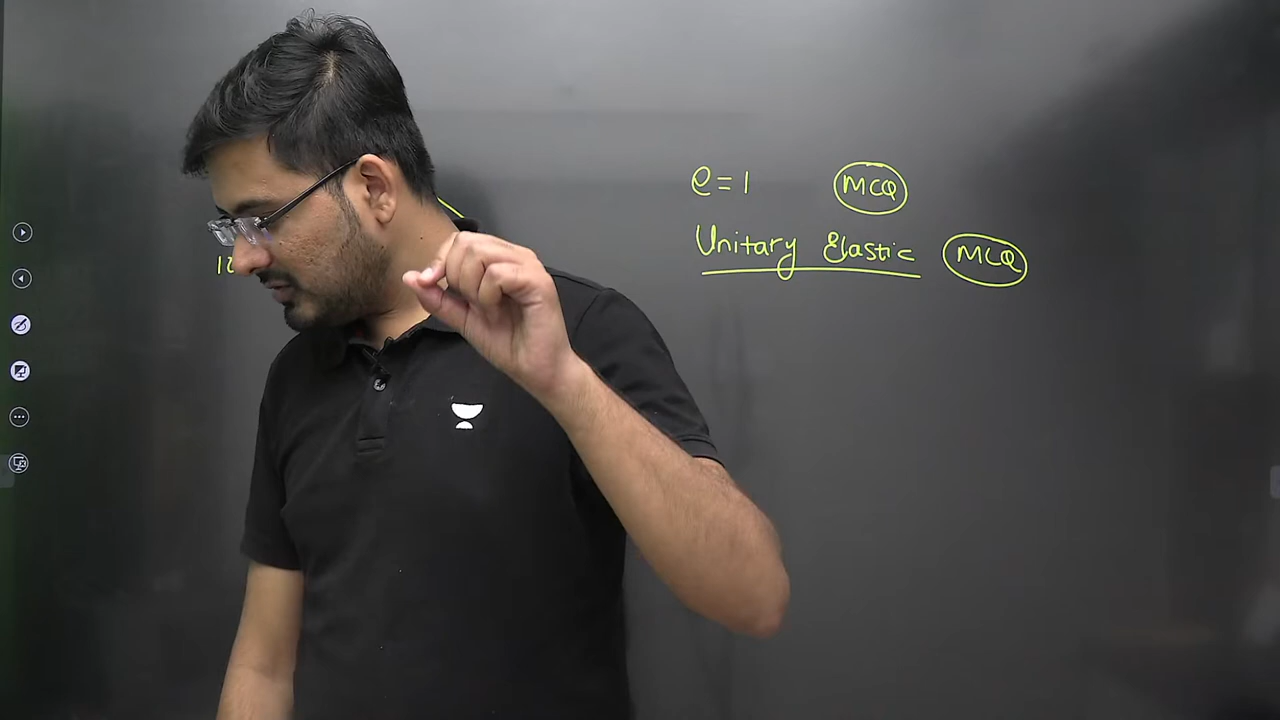 e = 1 MCQ
Unitary Elastic MCQ